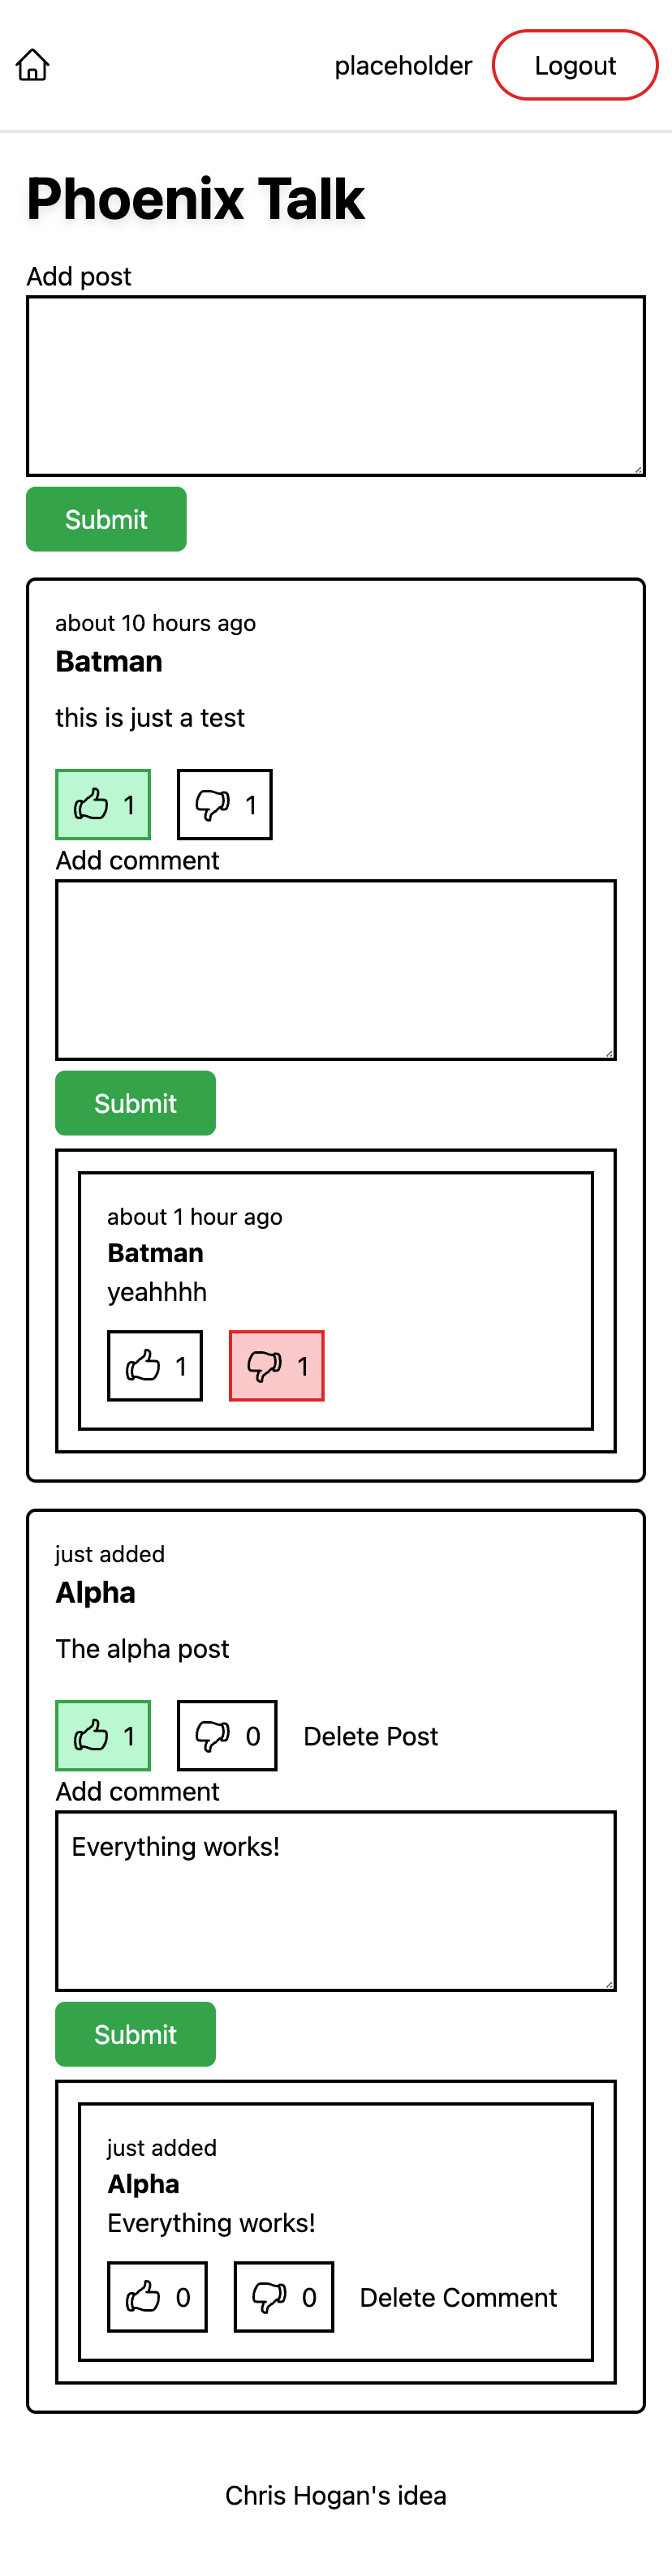 placeholder Logout
Phoenix Talk
Add post
Submit
about 10 hours ago
Batman
this is just a test
1 1
Add comment
Submit
about 1 hour ago
Batman
yeahhhh
1 1
just added
Alpha
The alpha post
1 0 Delete Post
Add comment
Everything works!
Submit
just added
Alpha
Everything works!
0 0 Delete Comment
Chris Hogan's idea